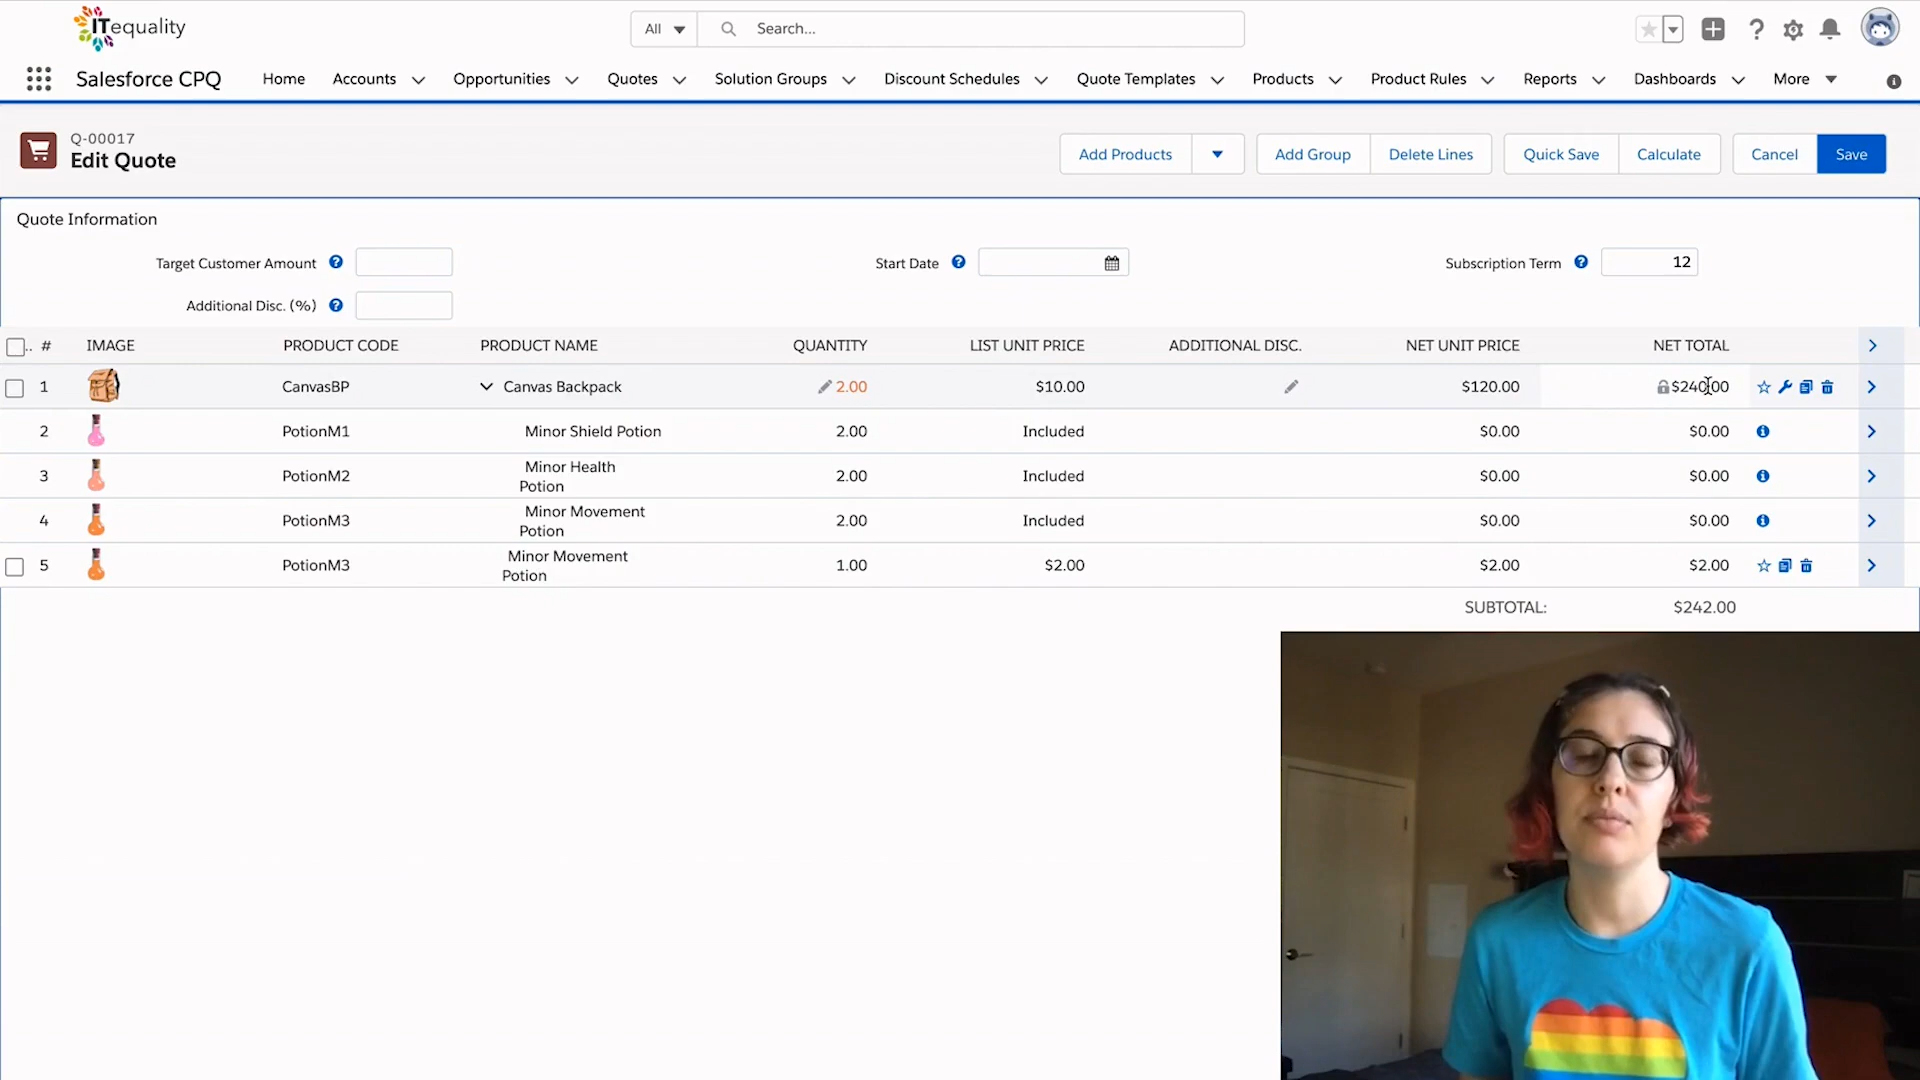 ITequality
All
Search...
Salesforce CPQ Home Accounts Opportunities Quotes Solution Groups Discount Schedules Quote Templates Products Product Rules Reports Dashboards More
Q-00017
Edit Quote
Add Products Add Group Delete Lines Quick Save Calculate Cancel Save
Quote Information
Target Customer Amount Start Date Subscription Term 12
Additional Disc. (%)
# IMAGE PRODUCT CODE PRODUCT NAME QUANTITY LIST UNIT PRICE ADDITIONAL DISC. NET UNIT PRICE NET TOTAL
1 CanvasBP Canvas Backpack 2.00 $10.00 $120.00 $240.00
2 PotionM1 Minor Shield Potion 2.00 Included $0.00 $0.00
3 PotionM2 Minor Health Potion 2.00 Included $0.00 $0.00
4 PotionM3 Minor Movement Potion 2.00 Included $0.00 $0.00
5 PotionM3 Minor Movement Potion 1.00 $2.00 $2.00 $2.00
SUBTOTAL: $242.00